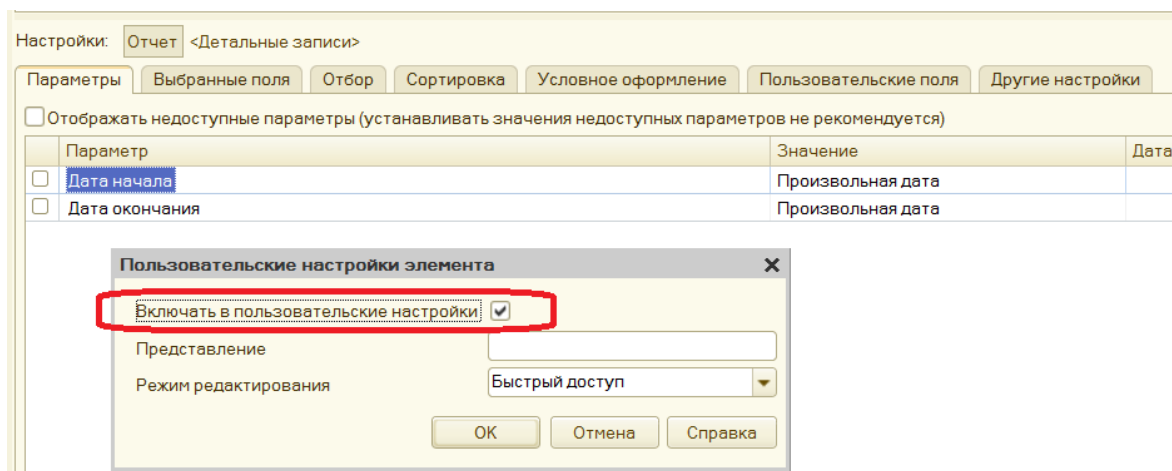 Настройки: Отчет <Детальные записи>
Параметры Выбранные поля Отбор Сортировка Условное оформление Пользовательские поля Другие настройки
Отображать недоступные параметры (устанавливать значения недоступных параметров не рекомендуется)
Параметр Значение Дата
Дата начала Произвольная дата
Дата окончания Произвольная дата
Пользовательские настройки элемента
Включать в пользовательские настройки
Представление
Режим редактирования Быстрый доступ
OK Отмена Справка